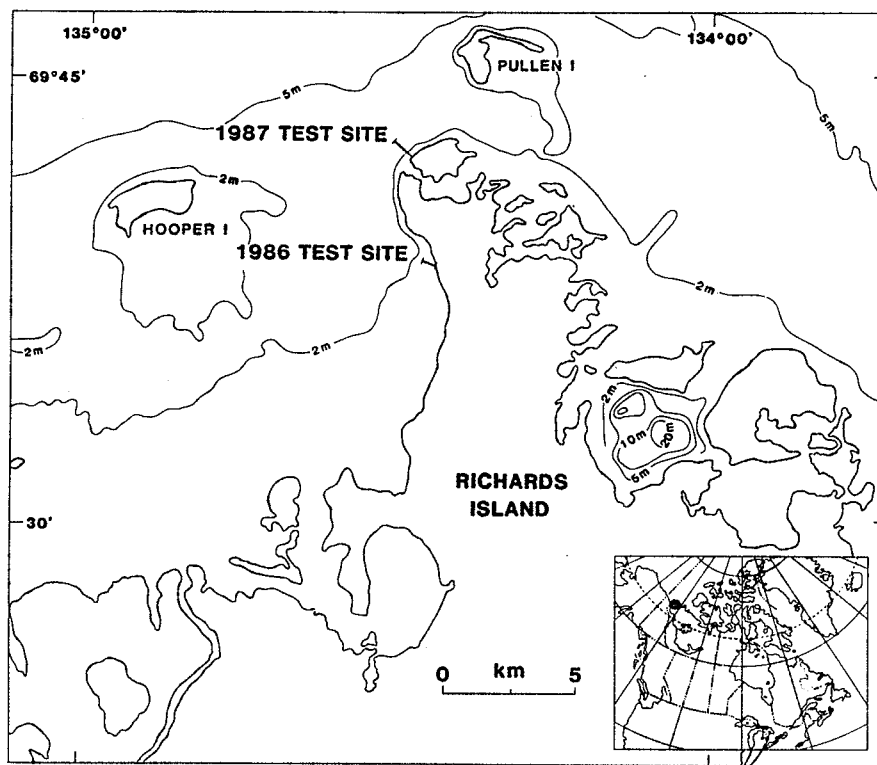 135°00'
134°00'
69°45'
PULLEN I
5m
5m
1987 TEST SITE
2m
HOOPER I
1986 TEST SITE
2m
2m
2m
2m
10m
20m
5m
RICHARDS
ISLAND
30'
km
0 5